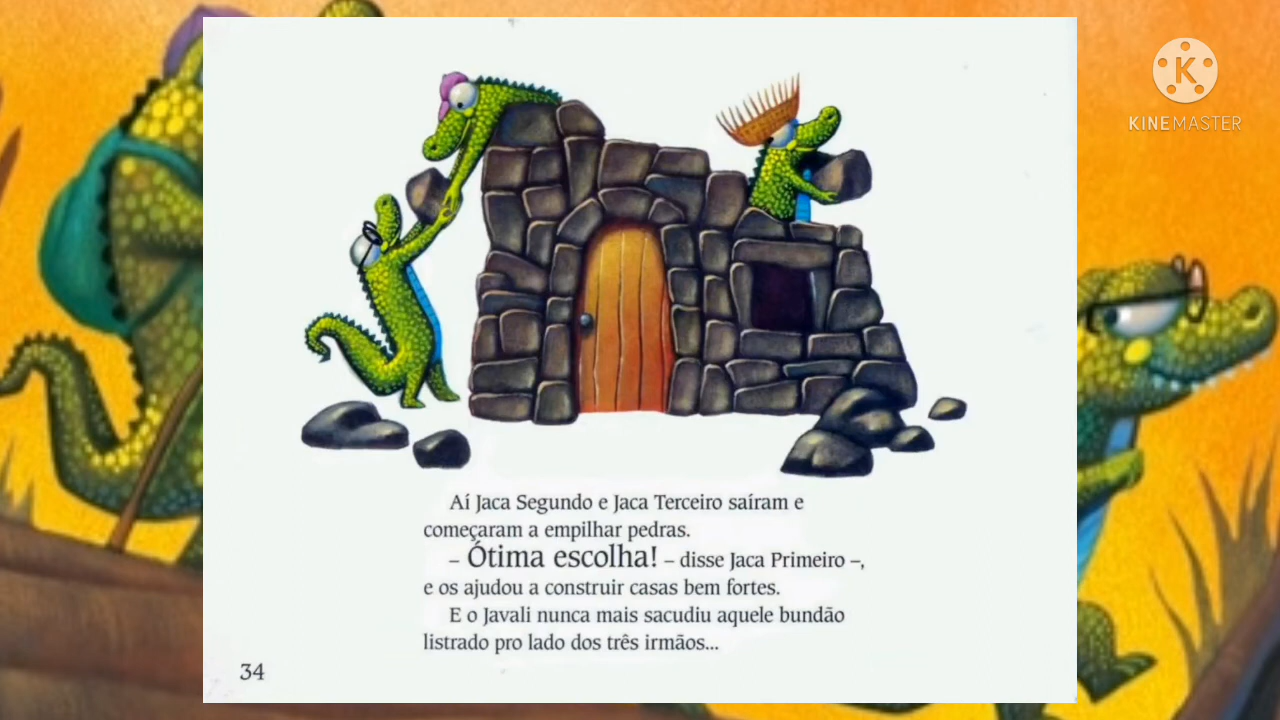 KINEMASTER
Aí Jaca Segundo e Jaca Terceiro saíram e
começaram a empilhar pedras.
– Ótima escolha! – disse Jaca Primeiro –,
e os ajudou a construir casas bem fortes.
E o Javali nunca mais sacudiu aquele bundão
listrado pro lado dos três irmãos...
34